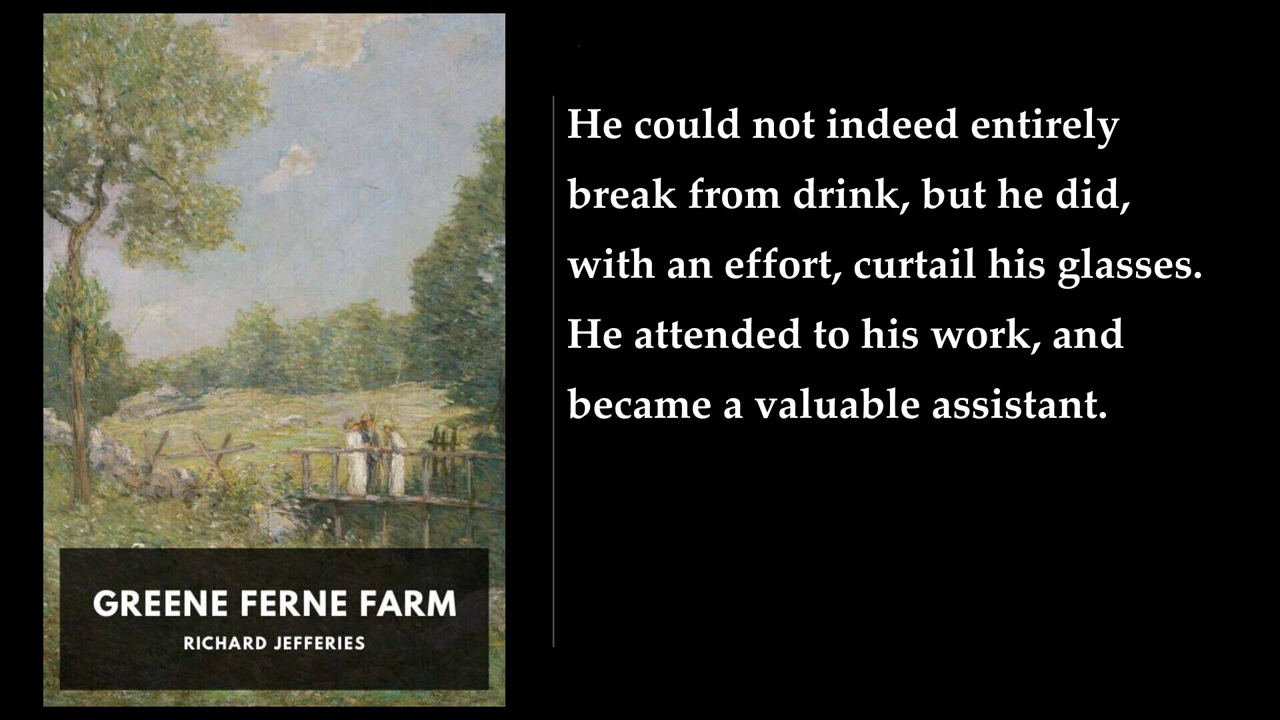 He could not indeed entirely
break from drink, but he did,
with an effort, curtail his glasses.
He attended to his work, and
became a valuable assistant.
GREENE FERNE FARM
RICHARD JEFFERIES